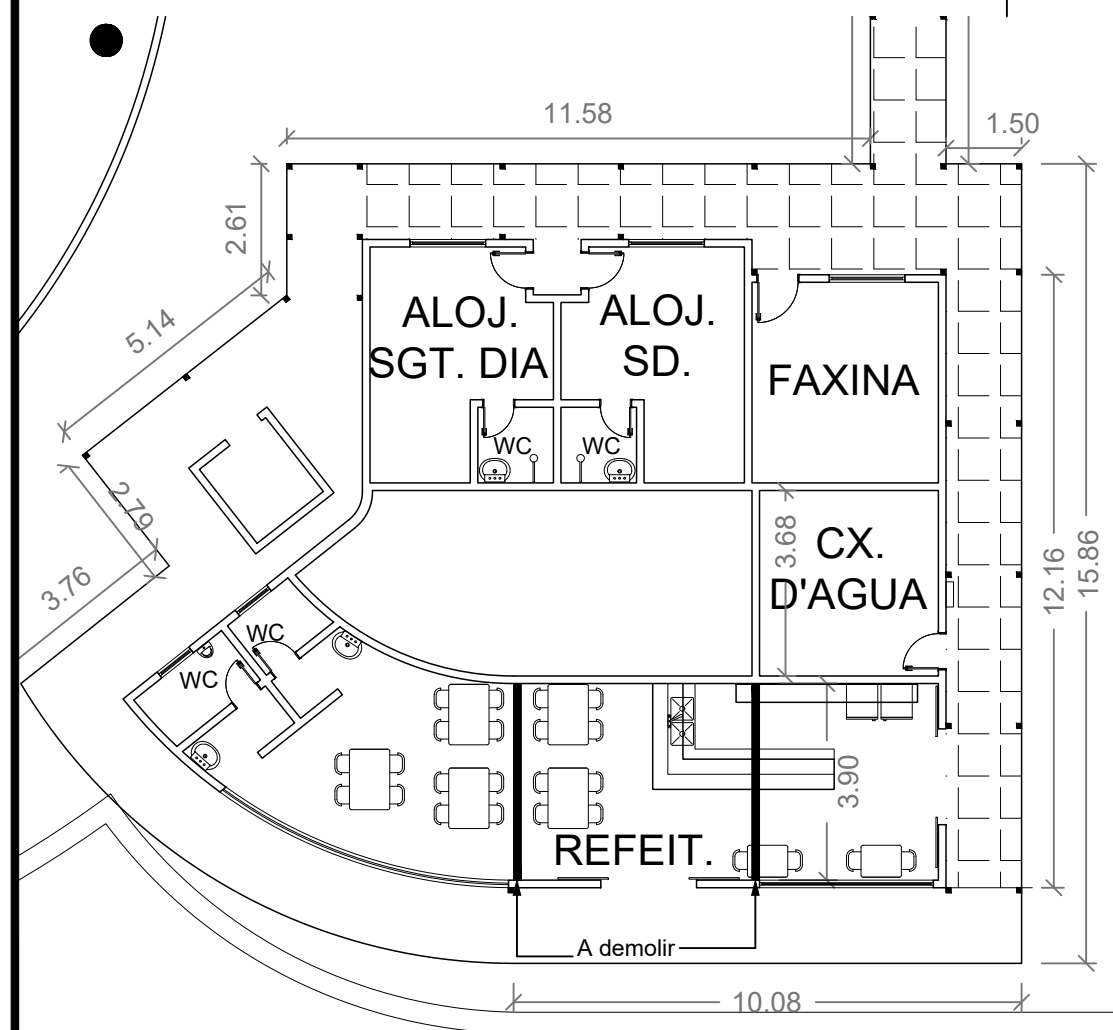 11.58
1.50
2.61
5.14
ALOJ.
SGT. DIA
ALOJ.
SD.
FAXINA
WC
WC
2.79
3.76
3.68
CX.
D'AGUA
12.16
15.86
WC
WC
3.90
REFEIT.
A demolir
10.08